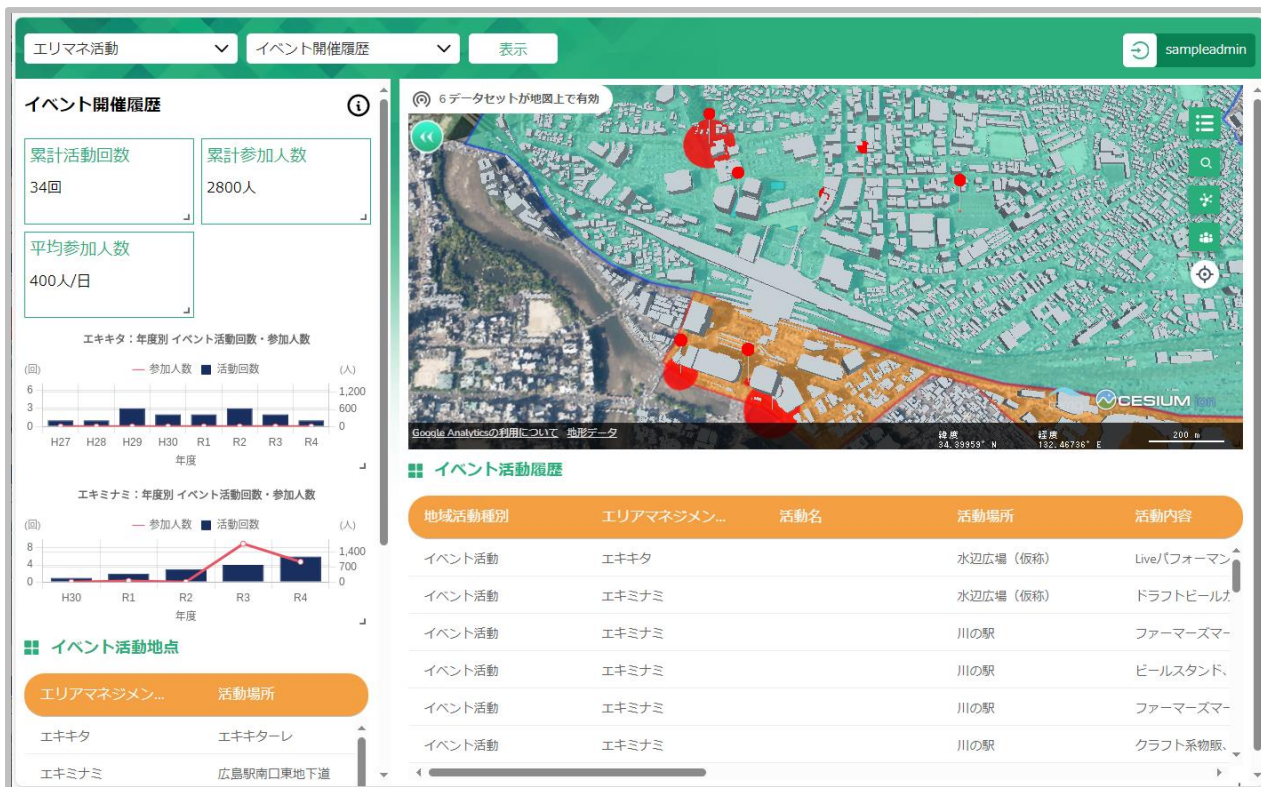 エリマネ活動
イベント開催履歴
表示
sampleadmin
イベント開催履歴
累計活動回数
34回
累計参加人数
2800人
平均参加人数
400人/日
エキキタ：年度別 イベント活動回数・参加人数
(回)
参加人数
活動回数
(人)
6
3
0
1,200
600
0
H27 H28 H29 H30 R1 R2 R3 R4
年度
エキミナミ：年度別 イベント活動回数・参加人数
(回)
参加人数
活動回数
(人)
8
4
0
1,400
700
0
H30 R1 R2 R3 R4
年度
イベント活動地点
エリアマネジメン... 活動場所
エキキタ エキキターレ
エキミナミ 広島駅南口東地下道
6データセットが地図上で有効
CESIUM ion
Google Analyticsの利用について 地形データ
緯度
34.39959° N
経度
132.46736° E
200 m
イベント活動履歴
地域活動種別 エリアマネジメン... 活動名 活動場所 活動内容
イベント活動 エキキタ 水辺広場（仮称） Liveパフォーマン
イベント活動 エキミナミ 水辺広場（仮称） ドラフトビールカ
イベント活動 エキミナミ 川の駅 ファーマーズマー
イベント活動 エキミナミ 川の駅 ビールスタンド、
イベント活動 エキミナミ 川の駅 ファーマーズマー
イベント活動 エキミナミ 川の駅 クラフト系物販、